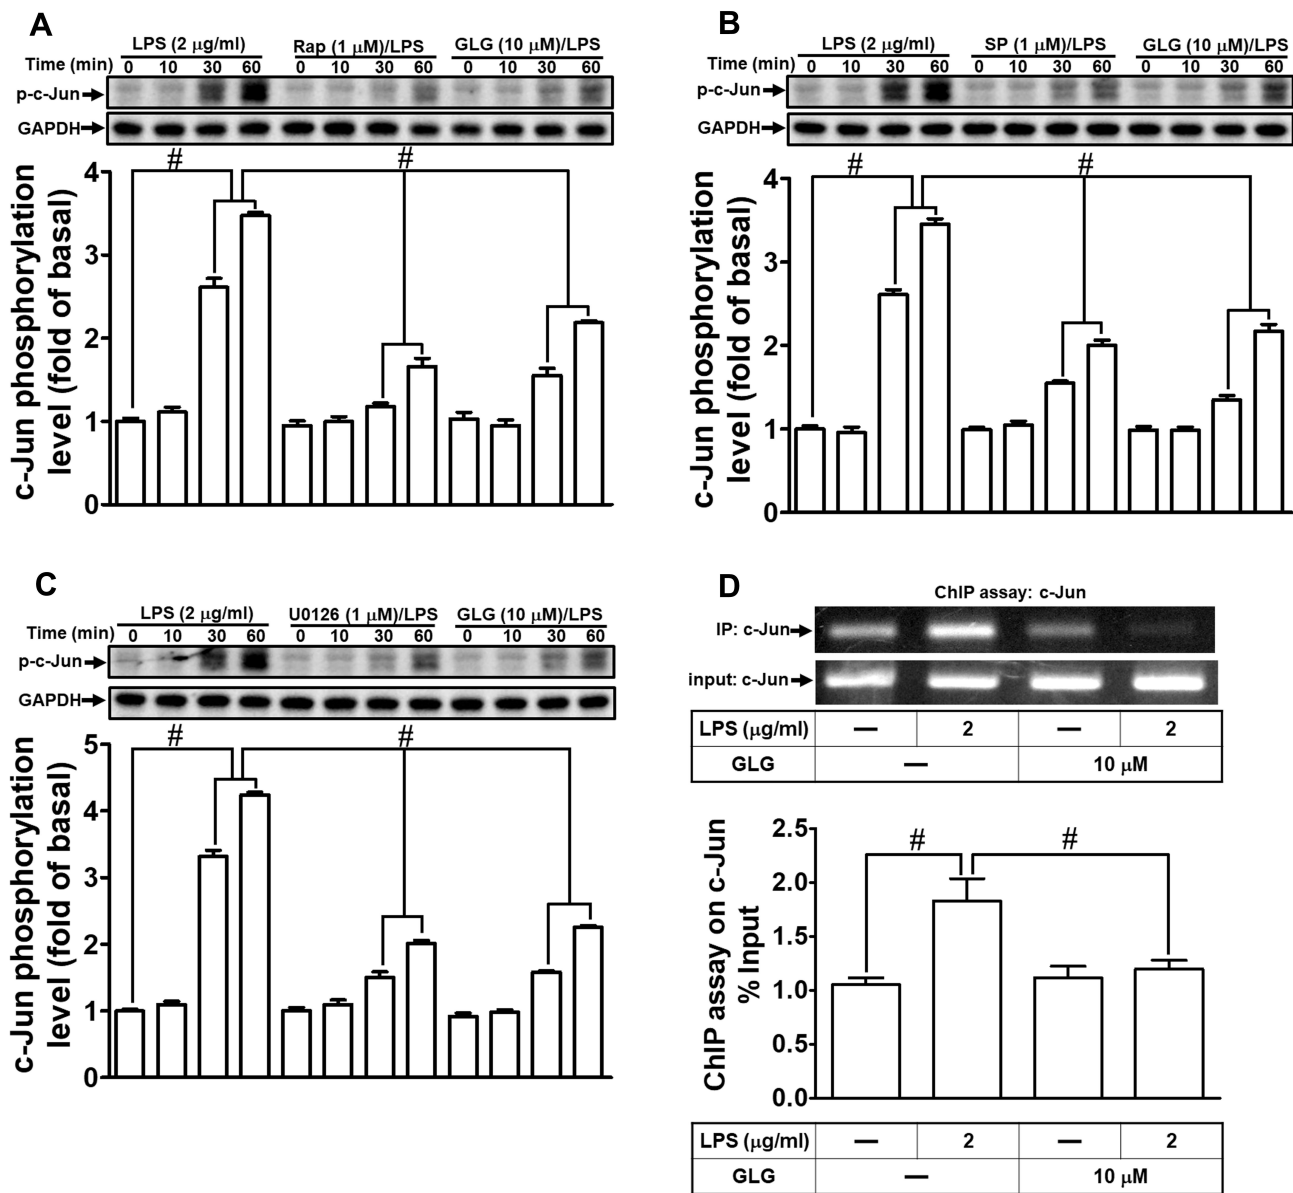 A
LPS (2 μg/ml) Rap (1 μM)/LPS GLG (10 μM)/LPS
Time (min) 0 10 30 60 0 10 30 60 0 10 30 60
p-c-Jun
GAPDH
# #
c-Jun phosphorylation
level (fold of basal)
4
3
2
1
0
B
LPS (2 μg/ml) SP (1 μM)/LPS GLG (10 μM)/LPS
Time (min) 0 10 30 60 0 10 30 60 0 10 30 60
p-c-Jun
GAPDH
# #
c-Jun phosphorylation
level (fold of basal)
4
3
2
1
0
C
LPS (2 μg/ml) U0126 (1 μM)/LPS GLG (10 μM)/LPS
Time (min) 0 10 30 60 0 10 30 60 0 10 30 60
p-c-Jun
GAPDH
# #
c-Jun phosphorylation
level (fold of basal)
5
4
3
2
1
0
D
ChIP assay: c-Jun
IP: c-Jun
input: c-Jun
LPS (μg/ml) — 2 — 2
GLG — 10 μM
ChIP assay on c-Jun
% Input
2.5
2.0
1.5
1.0
0.5
0.0
# #
LPS (μg/ml) — 2 — 2
GLG — 10 μM